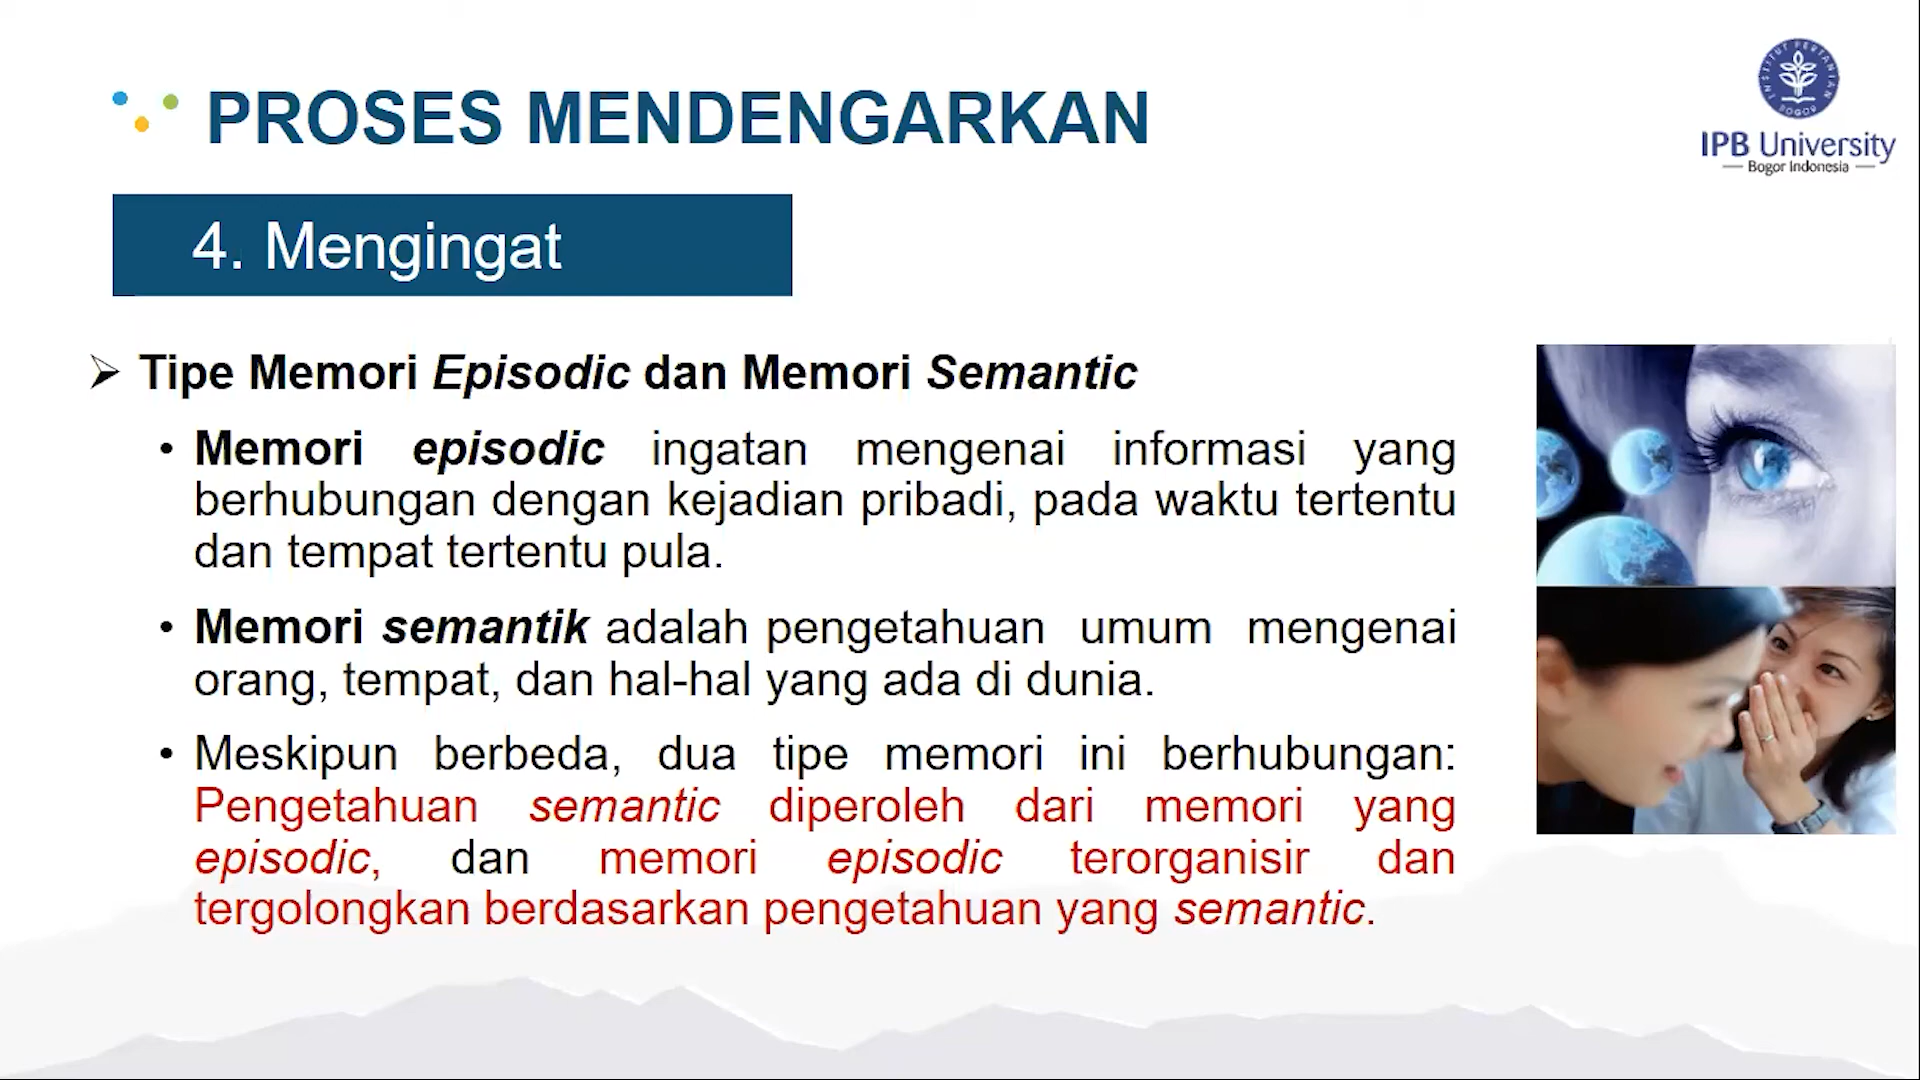 PROSES MENDENGARKAN
INSTITUT PERTANIAN
BOGOR
IPB University
Bogor Indonesia
4. Mengingat
Tipe Memori Episodic dan Memori Semantic
• Memori episodic ingatan mengenai informasi yang
berhubungan dengan kejadian pribadi, pada waktu tertentu
dan tempat tertentu pula.
• Memori semantik adalah pengetahuan umum mengenai
orang, tempat, dan hal-hal yang ada di dunia.
• Meskipun berbeda, dua tipe memori ini berhubungan:
Pengetahuan semantic diperoleh dari memori yang
episodic, dan memori episodic terorganisir dan
tergolongkan berdasarkan pengetahuan yang semantic.